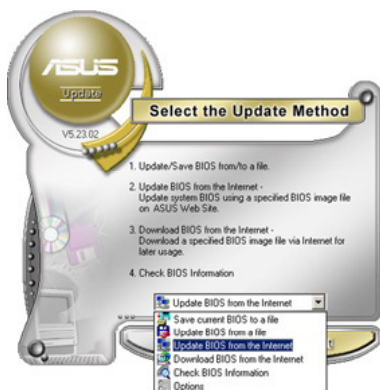 ASUS
Update
V5.23.02
Select the Update Method
1. Update/Save BIOS from/to a file.
2. Update BIOS from the Internet -
Update system BIOS using a specified BIOS image file
on ASUS Web Site.
3. Download BIOS from the Internet -
Download a specified BIOS image file via Internet for
later usage.
4. Check BIOS Information
Update BIOS from the Internet
Save current BIOS to a file
Update BIOS from a file
Update BIOS from the Internet
Download BIOS from the Internet
Check BIOS Information
Options